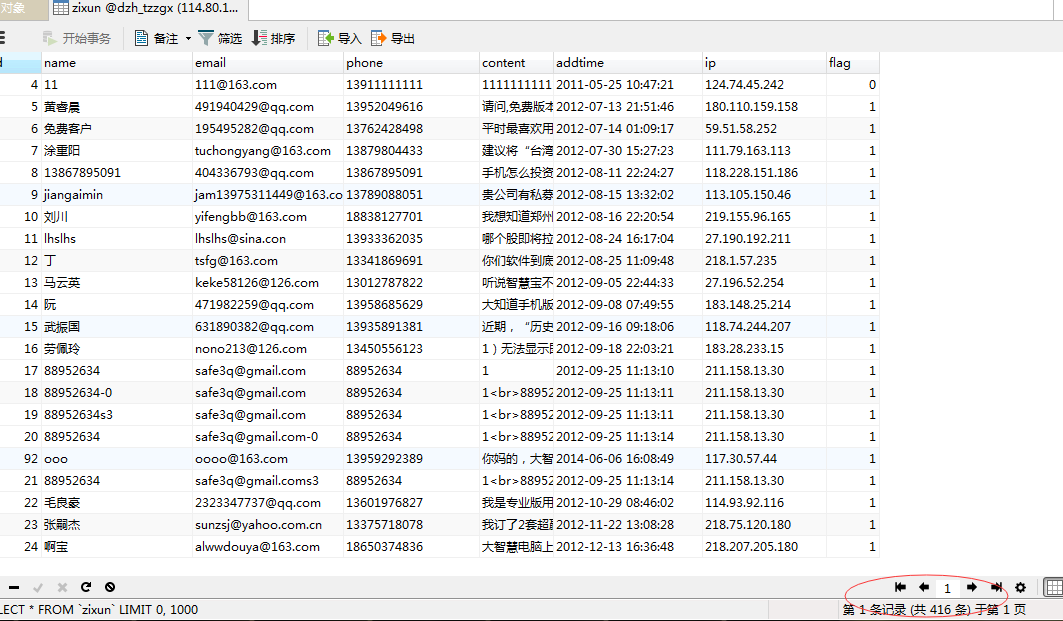 对象 zixun @dzh_tzzgx (114.80.1...
开始事务 备注 筛选 排序 导入 导出
d name email phone content addtime ip flag
4 11 111@163.com 13911111111 1111111111 2011-05-25 10:47:21 124.74.45.242 0
5 黄睿晨 491940429@qq.com 13952049616 请问,免费版本 2012-07-13 21:51:46 180.110.159.158 1
6 免费客户 195495282@qq.com 13762428498 平时最喜欢用 2012-07-14 01:09:17 59.51.58.252 1
7 涂重阳 tuchongyang@163.com 13879804433 建议将“台湾 2012-07-30 15:27:23 111.79.163.113 1
8 13867895091 404336793@qq.com 13867895091 手机怎么投资 2012-08-11 22:24:27 118.228.151.186 1
9 jiangaimin jam13975311449@163.co 13789088051 贵公司有私募 2012-08-15 13:32:02 113.105.150.46 1
10 刘川 yifengbb@163.com 18838127701 我想知道郑州 2012-08-16 22:20:54 219.155.96.165 1
11 lhslhs lhslhs@sina.con 13933362035 哪个股即将拉 2012-08-24 16:17:04 27.190.192.211 1
12 丁 tsfg@163.com 13341869691 你们软件到底 2012-08-25 11:09:48 218.1.57.235 1
13 马云英 keke58126@126.com 13012787822 听说智慧宝不 2012-09-05 22:44:33 27.196.52.254 1
14 阮 471982259@qq.com 13958685629 大知道手机版 2012-09-08 07:49:55 183.148.25.214 1
15 武振国 631890382@qq.com 13935891381 近期，“历史 2012-09-16 09:18:06 118.74.244.207 1
16 劳佩玲 nono213@126.com 13450556123 1）无法显示 2012-09-18 22:03:21 183.28.233.15 1
17 88952634 safe3q@gmail.com 88952634 1 2012-09-25 11:13:10 211.158.13.30 1
18 88952634-0 safe3q@gmail.com 88952634 1<br>88952 2012-09-25 11:13:11 211.158.13.30 1
19 88952634s3 safe3q@gmail.com 88952634 1<br>88952 2012-09-25 11:13:11 211.158.13.30 1
20 88952634 safe3q@gmail.com-0 88952634 1<br>88952 2012-09-25 11:13:14 211.158.13.30 1
92 ooo oooo@163.com 13959292389 你妈的，大智 2014-06-06 16:08:49 117.30.57.44 1
21 88952634 safe3q@gmail.coms3 88952634 1<br>88952 2012-09-25 11:13:14 211.158.13.30 1
22 毛良豪 2323347737@qq.com 13601976827 我是专业版用 2012-10-29 08:46:02 114.93.92.116 1
23 张嗣杰 sunzsj@yahoo.com.cn 13375718078 我订了2套超 2012-11-22 13:08:28 218.75.120.180 1
24 啊宝 alwwdouya@163.com 18650374836 大智慧电脑上 2012-12-13 16:36:48 218.207.205.180 1
1
LECT * FROM `zixun` LIMIT 0, 1000 第 1 条记录 (共 416 条) 于第 1 页